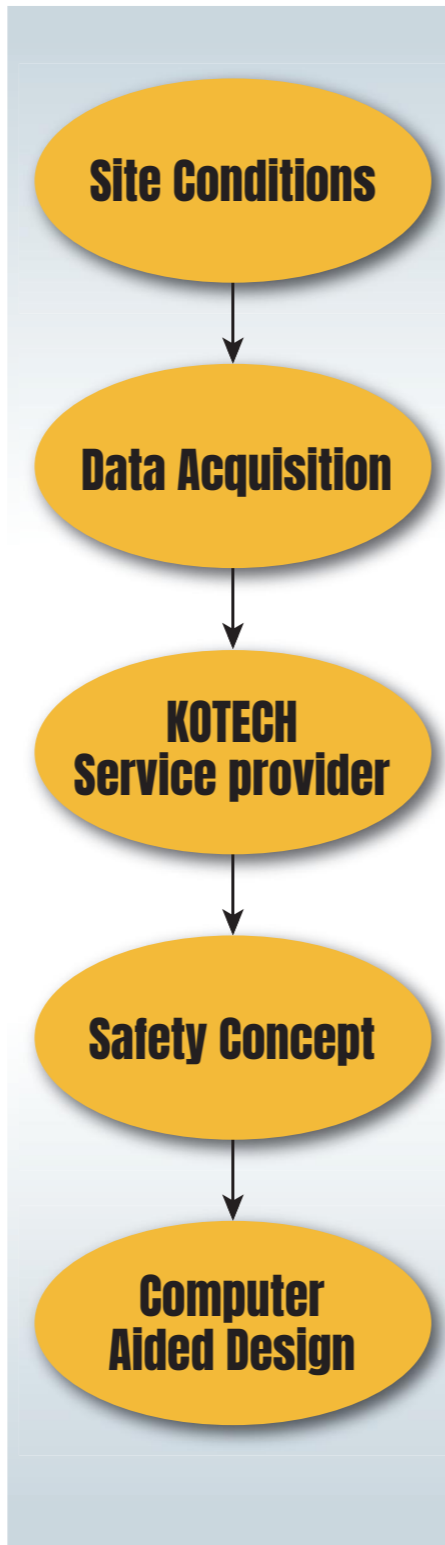 Site Conditions
Data Acquisition
KOTECH
Service provider
Safety Concept
Computer
Aided Design